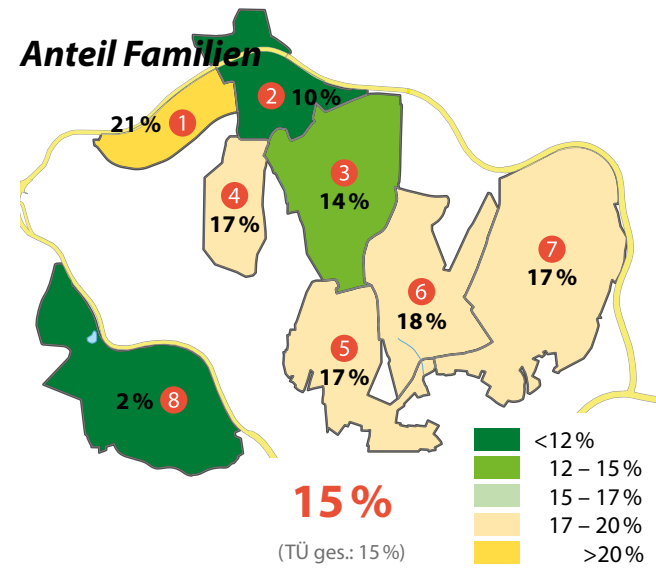 Anteil Familien
2 10 %
21 % 1
3
14 %
4
17 %
7
17 %
6
18 %
5
17 %
2 % 8
<12 %
12 – 15 %
15 – 17 %
17 – 20 %
>20 %
15 %
(TÜ ges.: 15 %)